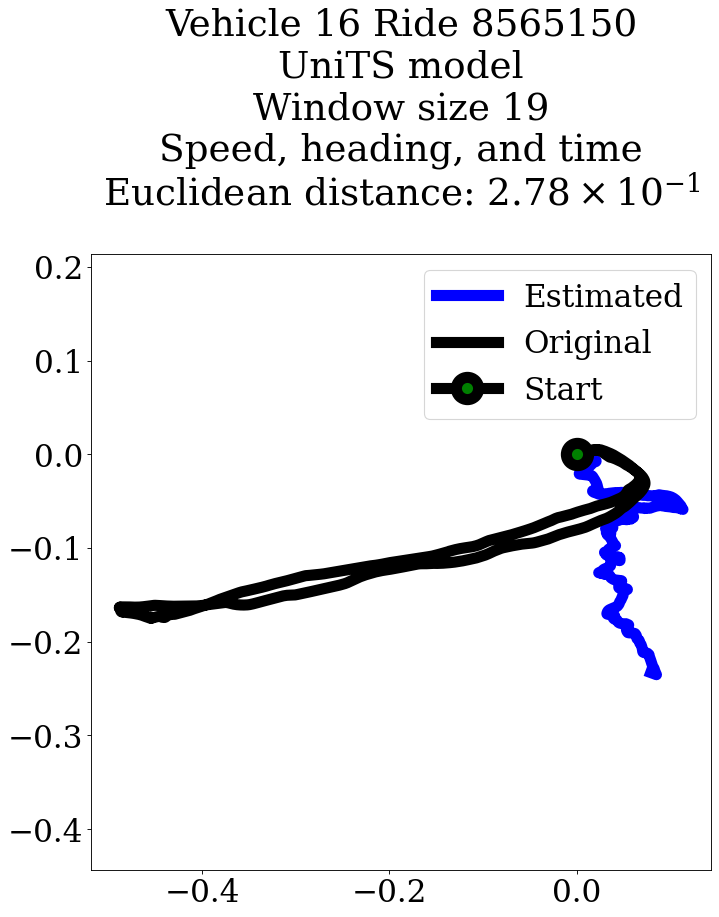 Vehicle 16 Ride 8565150
UniTS model
Window size 19
Speed, heading, and time
Euclidean distance: 2.78 × 10⁻¹
Estimated
Original
Start
0.2
0.1
0.0
−0.1
−0.2
−0.3
−0.4
−0.4 −0.2 0.0